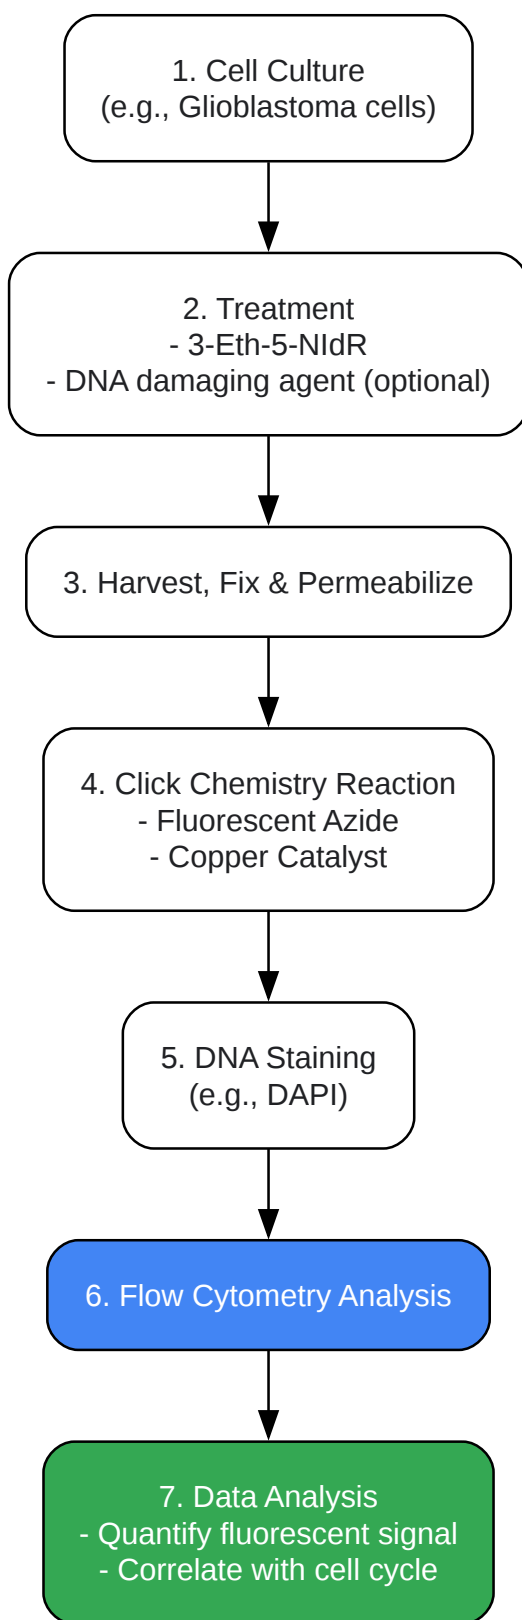 1. Cell Culture
(e.g., Glioblastoma cells)
2. Treatment
- 3-Eth-5-NIdR
- DNA damaging agent (optional)
3. Harvest, Fix & Permeabilize
4. Click Chemistry Reaction
- Fluorescent Azide
- Copper Catalyst
5. DNA Staining
(e.g., DAPI)
6. Flow Cytometry Analysis
7. Data Analysis
- Quantify fluorescent signal
- Correlate with cell cycle